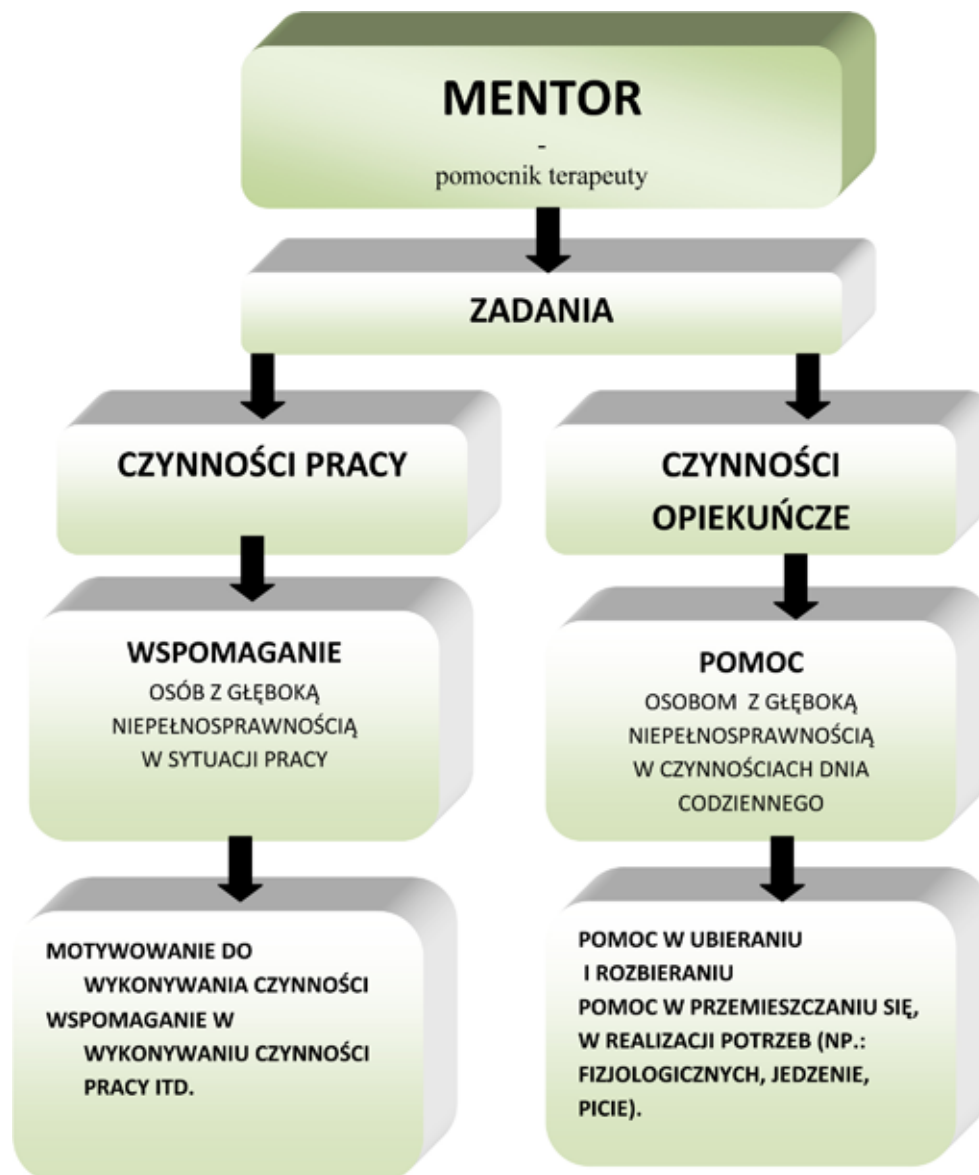 MENTOR
-
pomocnik terapeuty
ZADANIA
CZYNNOŚCI PRACY
WSPOMAGANIE
OSÓB Z GŁĘBOKĄ
NIEPEŁNOSPRAWNOŚCIĄ
W SYTUACJI PRACY
MOTYWOWANIE DO
WYKONYWANIA CZYNNOŚCI
WSPOMAGANIE W
WYKONYWANIU CZYNNOŚCI
PRACY ITD.
CZYNNOŚCI
OPIEKUŃCZE
POMOC
OSOBOM Z GŁĘBOKĄ
NIEPEŁNOSPRAWNOŚCIĄ
W CZYNNOŚCIACH DNIA
CODZIENNEGO
POMOC W UBIERANIU
I ROZBIERANIU
POMOC W PRZEMIESZCZANIU SIĘ,
W REALIZACJI POTRZEB (NP.:
FIZJOLOGICZNYCH, JEDZENIE,
PICIE).